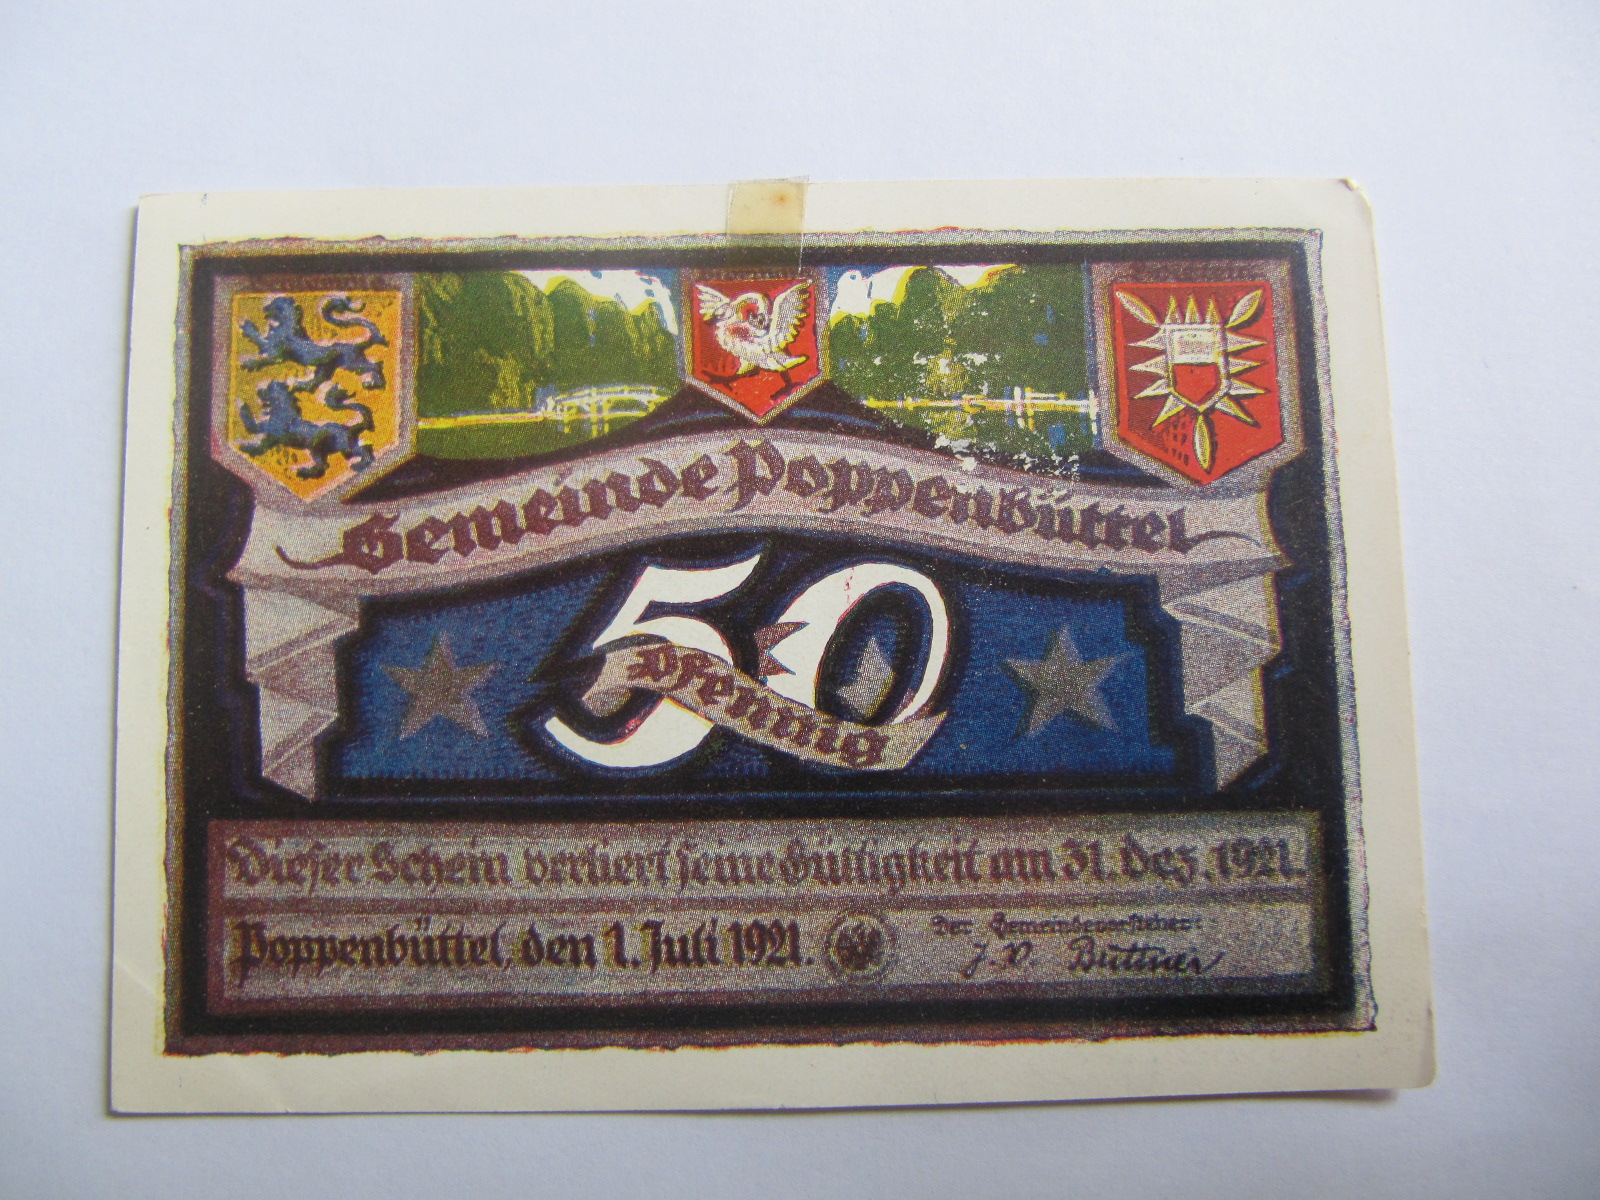 Gemeinde Poppenbüttel
50
Pfennig
Dieser Schein verliert seine Gültigkeit am 31. Dez. 1921.
Poppenbüttel, den 1. Juli 1921.
Der Gemeindevorsteher:
J. V. Büttner